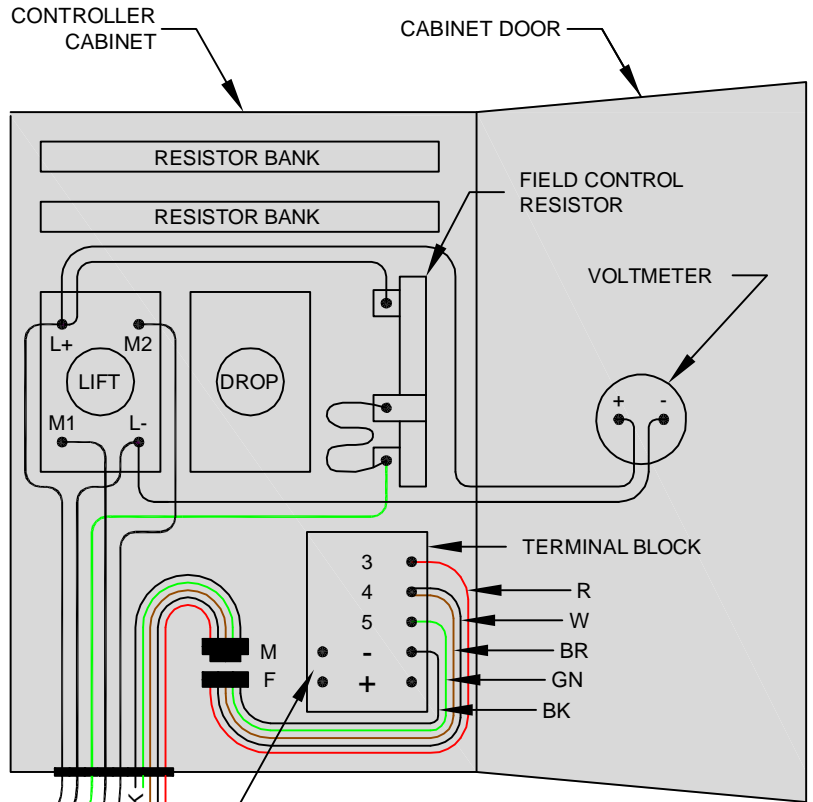 CONTROLLER
CABINET
CABINET DOOR
RESISTOR BANK
RESISTOR BANK
FIELD CONTROL
RESISTOR
VOLTMETER
L+
M2
LIFT
DROP
M1
L-
+
-
TERMINAL BLOCK
3
4
5
-
+
R
W
BR
GN
BK
M
F